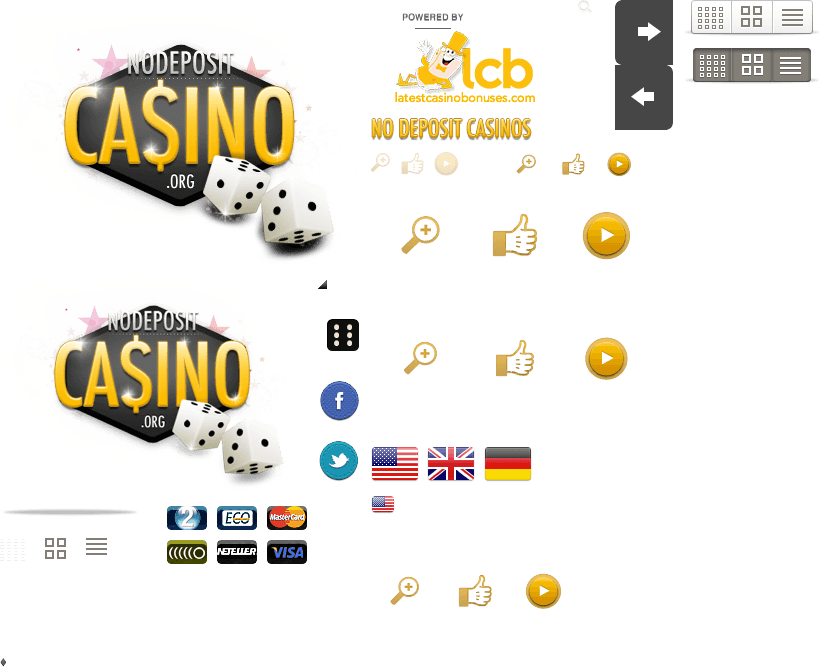 NODEPOSIT
CA$INO
.ORG
POWERED BY
lcb
latestcasinobonuses.com
NO DEPOSIT CASINOS
NODEPOSIT
CA$INO
.ORG
f
2
ECO
MasterCard
NETELLER
VISA